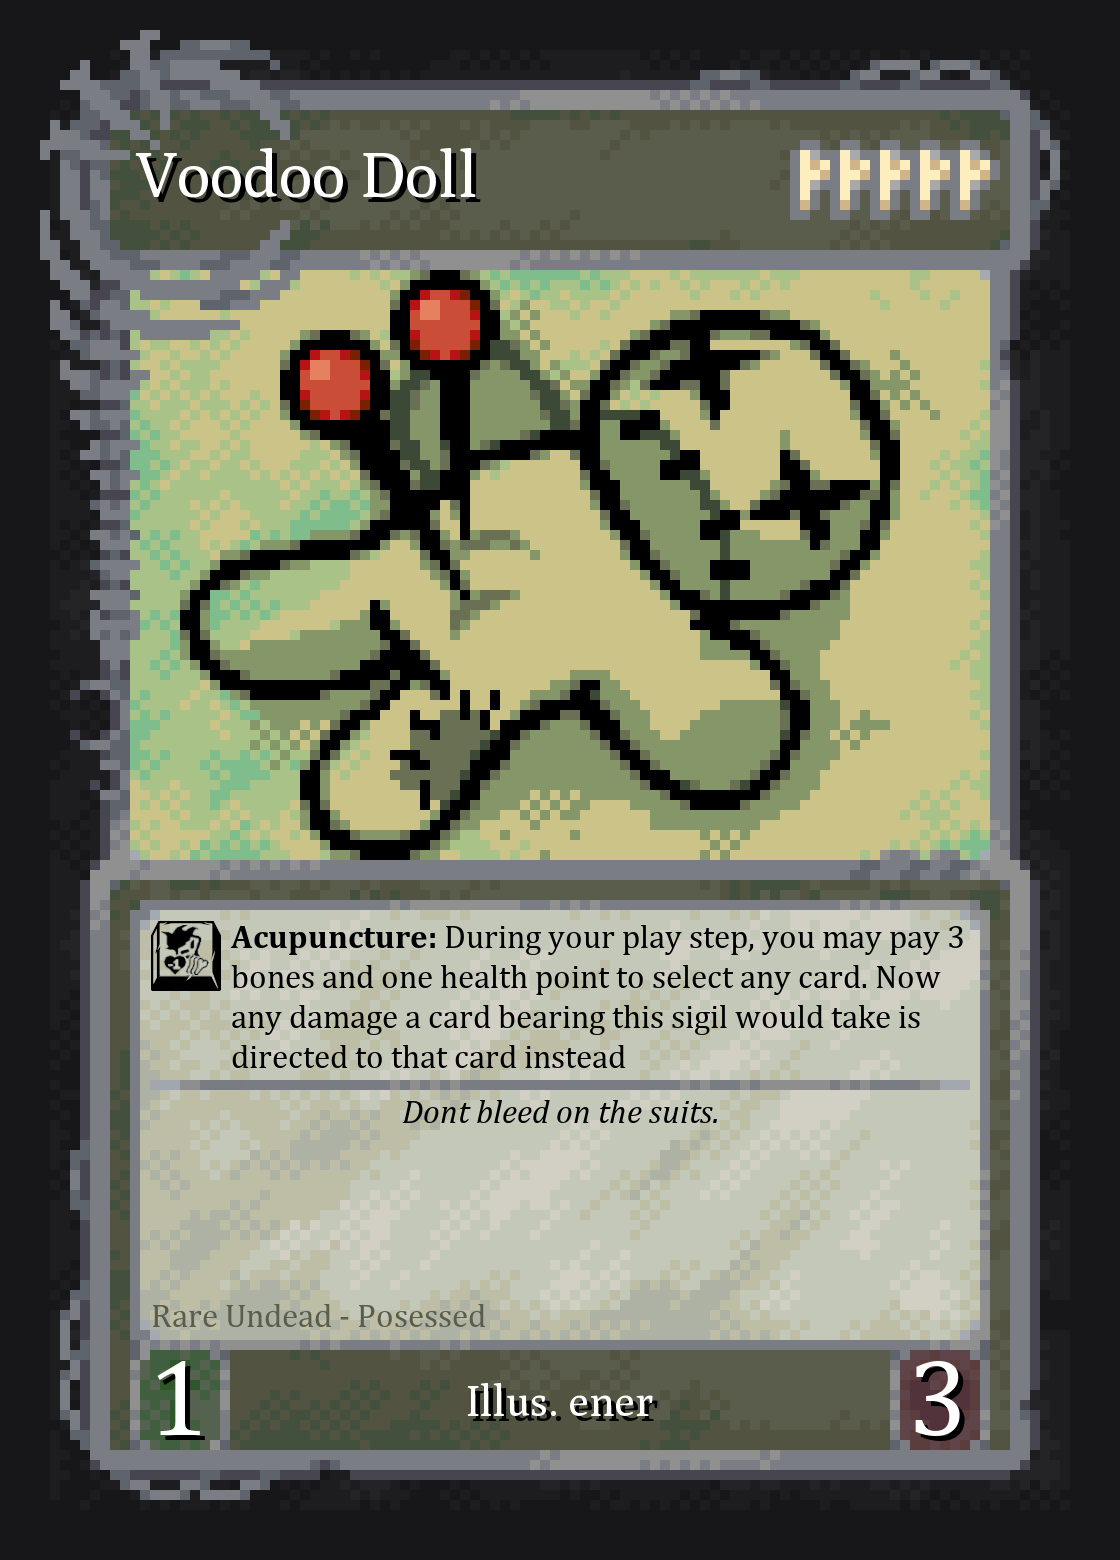 Voodoo Doll
Acupuncture: During your play step, you may pay 3
bones and one health point to select any card. Now
any damage a card bearing this sigil would take is
directed to that card instead
Dont bleed on the suits.
Rare Undead - Posessed
1
Illus. ener
3